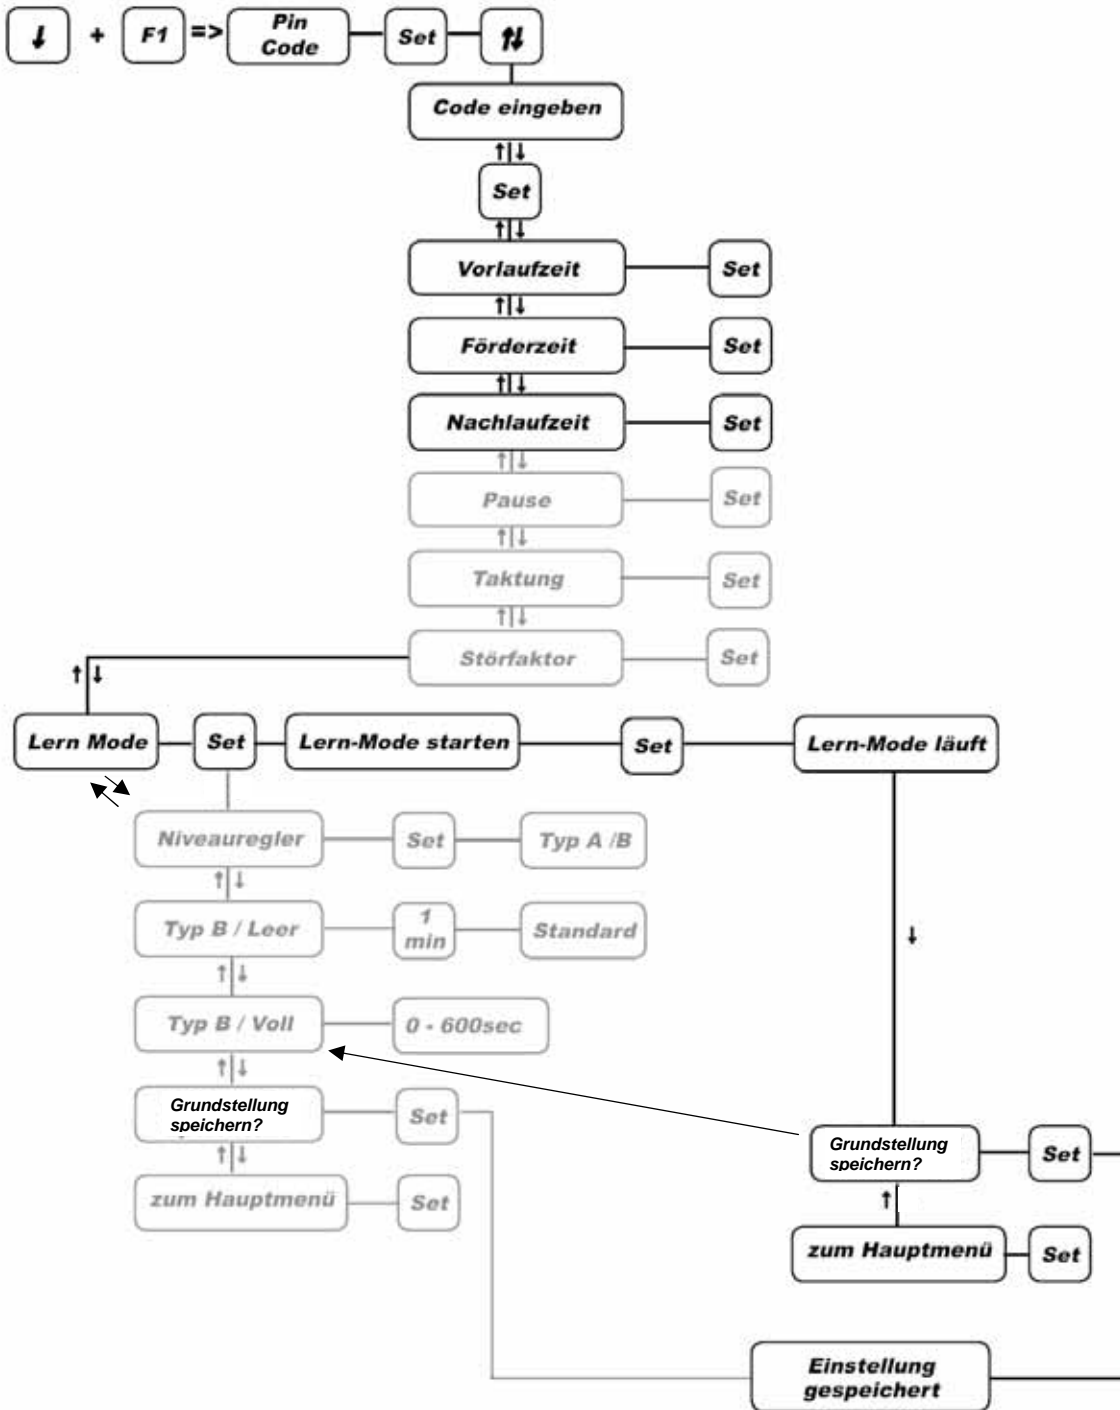 ↓ + F1 => Pin Code Set ↑↓
Code eingeben
↑ ↓
Set
↑ ↓
Vorlaufzeit Set
↑ ↓
Förderzeit Set
↑ ↓
Nachlaufzeit Set
↑ ↓
Pause Set
↑ ↓
Taktung Set
↑ ↓
Störfaktor Set
↑ ↓
Lern Mode Set Lern-Mode starten Set Lern-Mode läuft
Niveauregler Set Typ A /B
↑ ↓
Typ B / Leer 1 min Standard
↓
↑ ↓
Typ B / Voll 0 - 600sec
↑ ↓
Grundstellung
speichern?
Set
↑ ↓
zum Hauptmenü Set
Grundstellung
speichern?
Set
↑
zum Hauptmenü Set
Einstellung
gespeichert